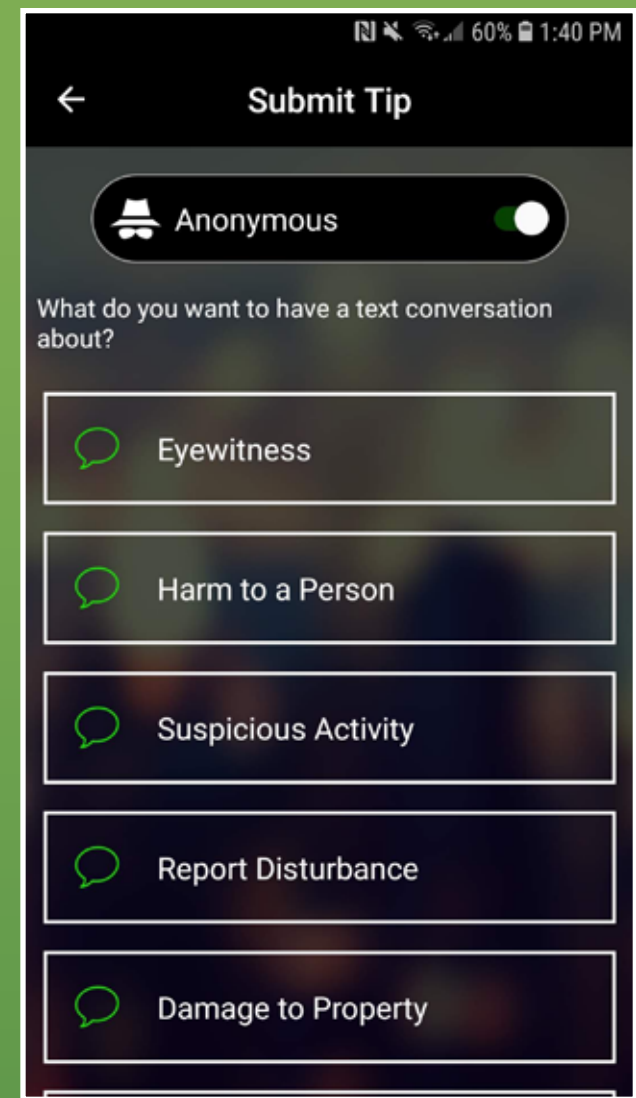 60% 1:40 PM
Submit Tip
Anonymous
What do you want to have a text conversation
about?
Eyewitness
Harm to a Person
Suspicious Activity
Report Disturbance
Damage to Property